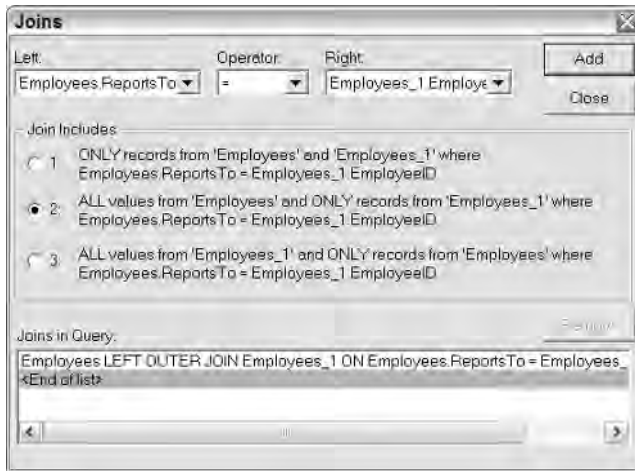 Joins
Left: Operator: Right:
Employees.ReportsTo = Employees_1.Employe
Add
Close
Join Includes
1: ONLY records from 'Employees' and 'Employees_1' where
Employees.ReportsTo = Employees_1.EmployeeID
2: ALL values from 'Employees' and ONLY records from 'Employees_1' where
Employees.ReportsTo = Employees_1.EmployeeID
3: ALL values from 'Employees_1' and ONLY records from 'Employees' where
Employees.ReportsTo = Employees_1.EmployeeID
Remove
Joins in Query:
Employees LEFT OUTER JOIN Employees_1 ON Employees.ReportsTo = Employees_
<End of list>